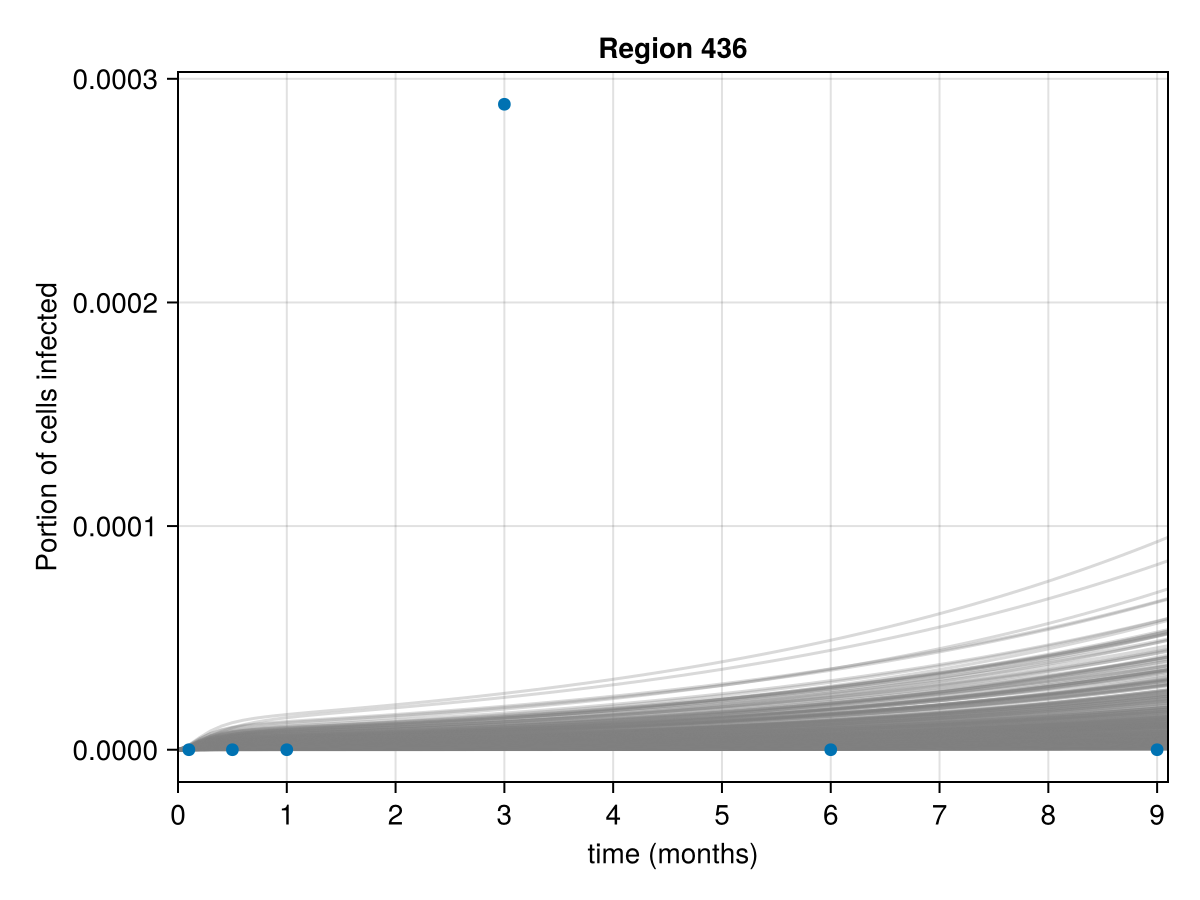 Region 436
Portion of cells infected
0.0003
0.0002
0.0001
0.0000
0 1 2 3 4 5 6 7 8 9
time (months)